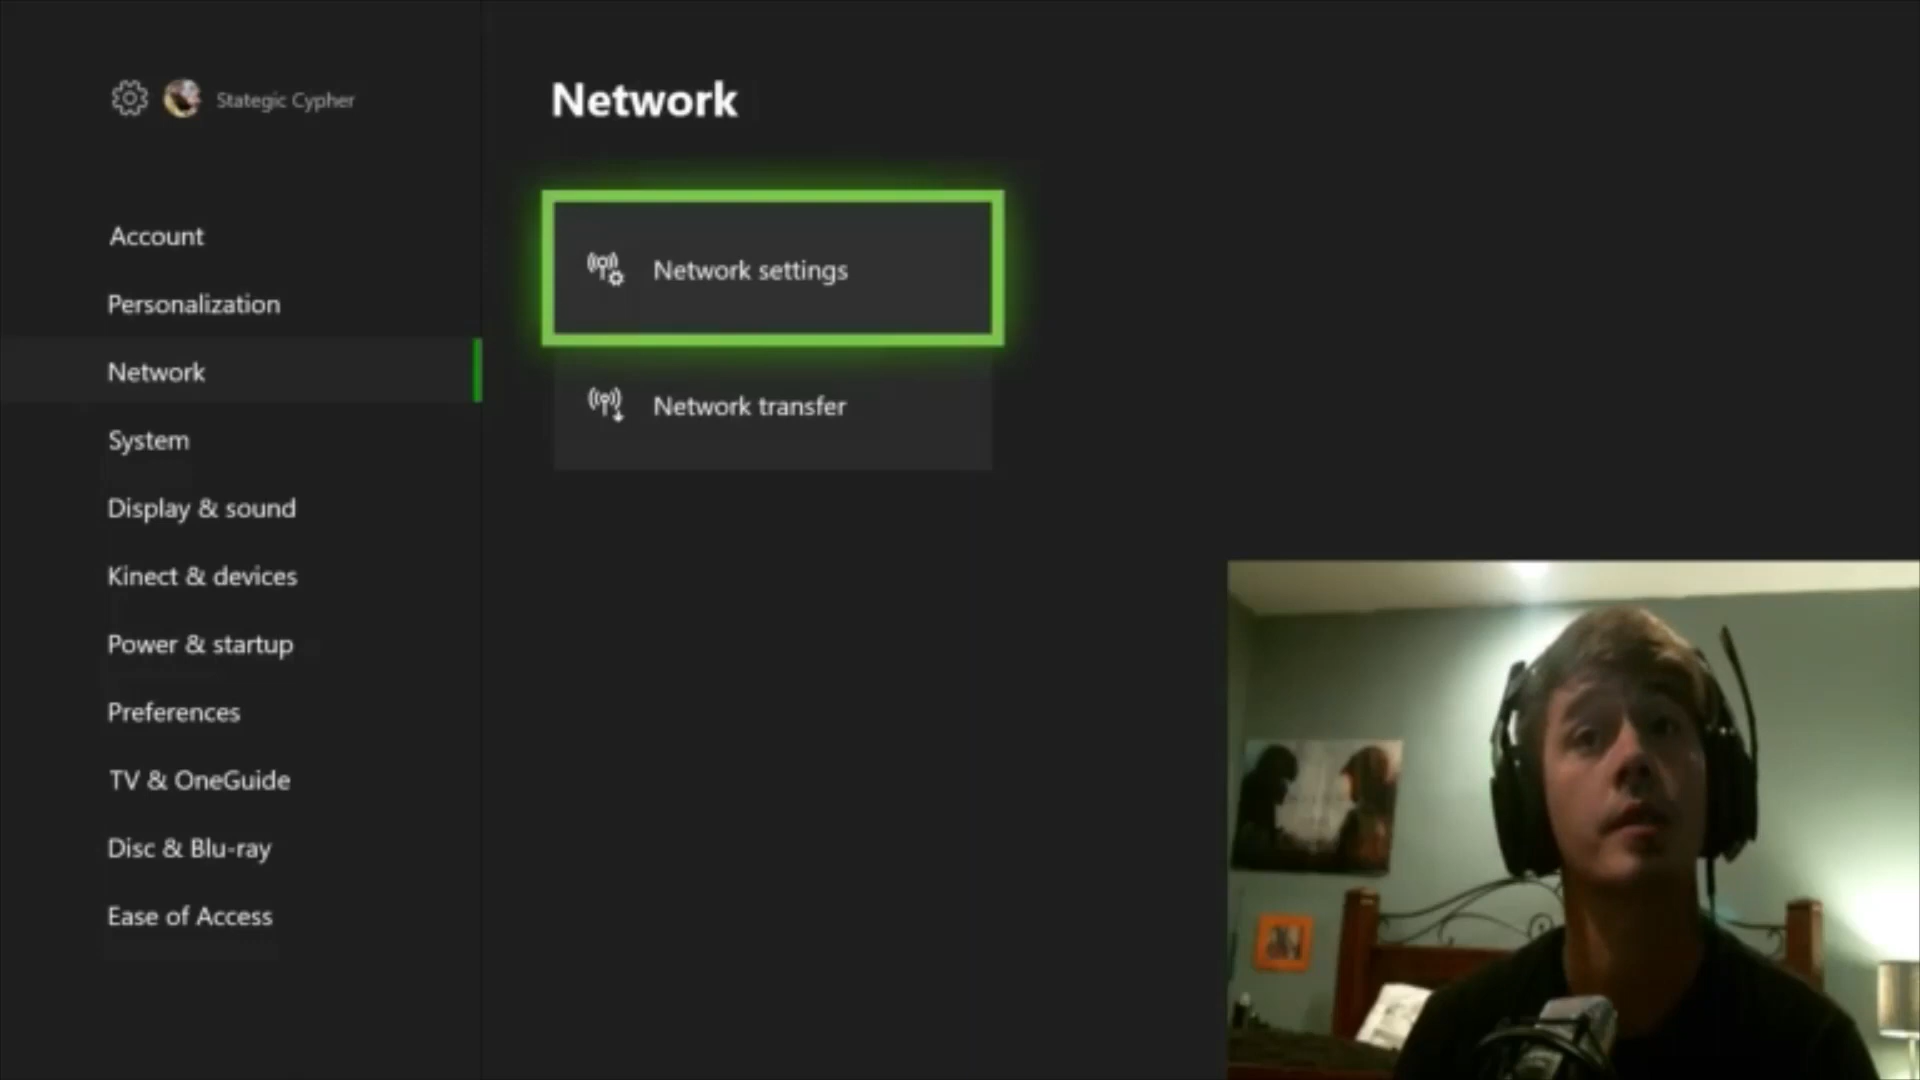 Stategic Cypher
Account
Personalization
Network
System
Display & sound
Kinect & devices
Power & startup
Preferences
TV & OneGuide
Disc & Blu-ray
Ease of Access
Network
Network settings
Network transfer